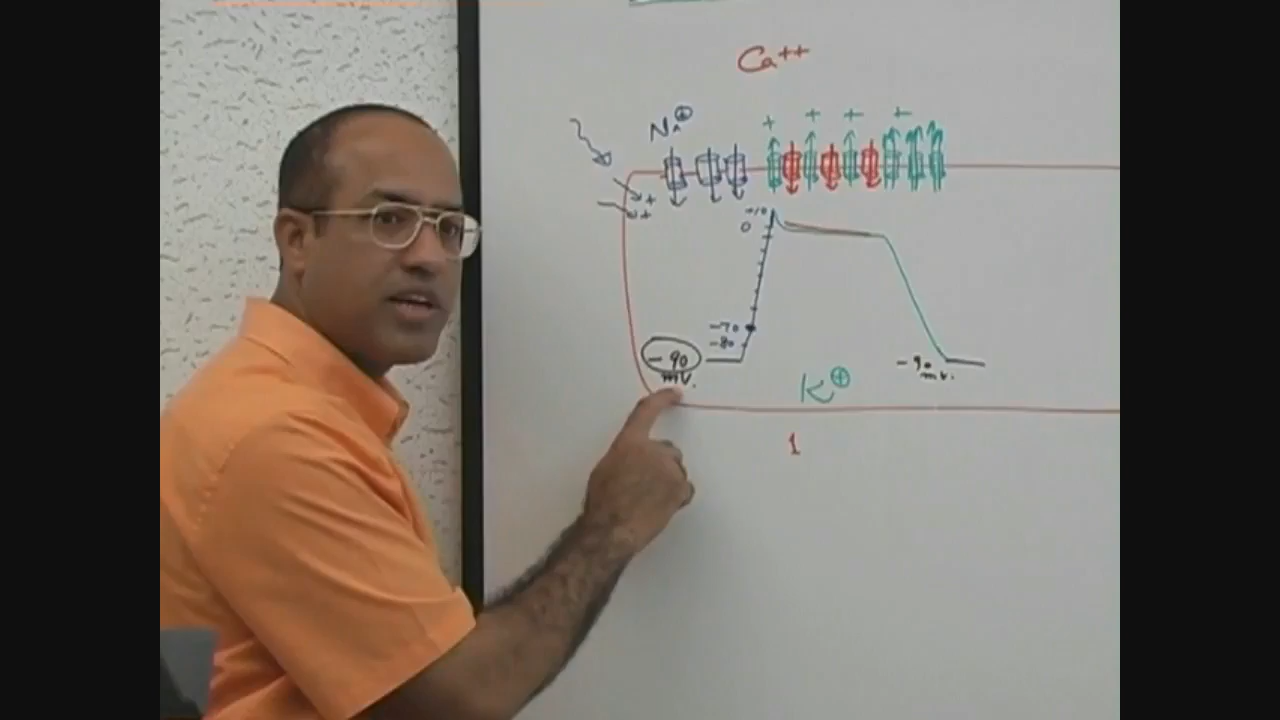 Ca++
Na⊕
+ + + +
+
+
+10
0
-70
-80
-90
mv.
-90
mv.
K⊕
1